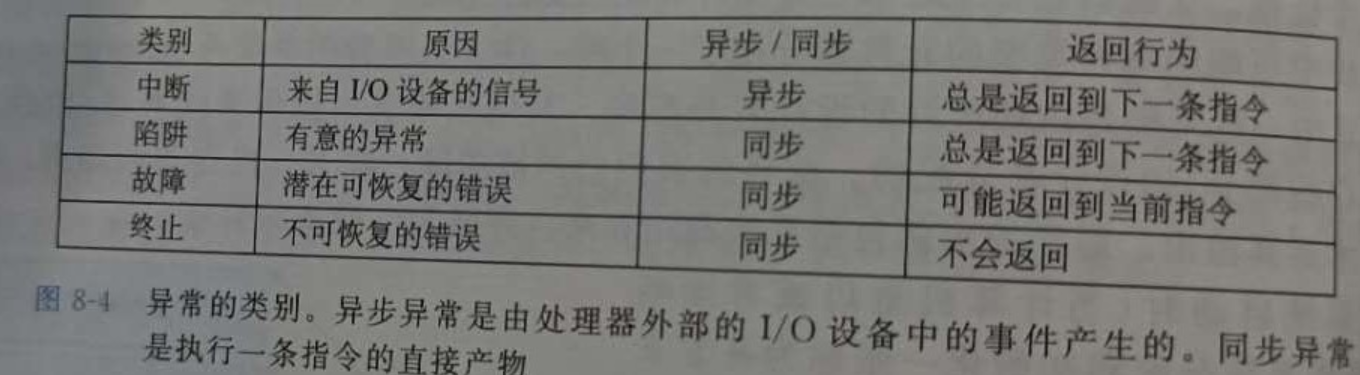 类别 原因 异步/同步 返回行为
中断 来自 I/O 设备的信号 异步 总是返回到下一条指令
陷阱 有意的异常 同步 总是返回到下一条指令
故障 潜在可恢复的错误 同步 可能返回到当前指令
终止 不可恢复的错误 同步 不会返回
图 8-4 异常的类别。异步异常是由处理器外部的 I/O 设备中的事件产生的。同步异常
是执行一条指令的直接产物